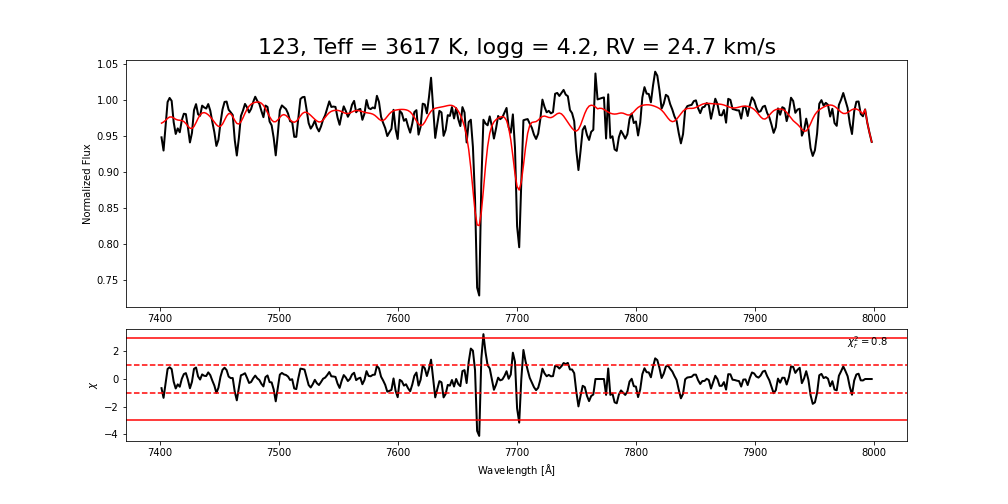 123, Teff = 3617 K, logg = 4.2, RV = 24.7 km/s
1.05
1.00
0.95
0.90
0.85
0.80
0.75
Normalized Flux
7400 7500 7600 7700 7800 7900 8000
χ²ᵣ = 0.8
2
0
−2
−4
χ
7400 7500 7600 7700 7800 7900 8000
Wavelength [Å]